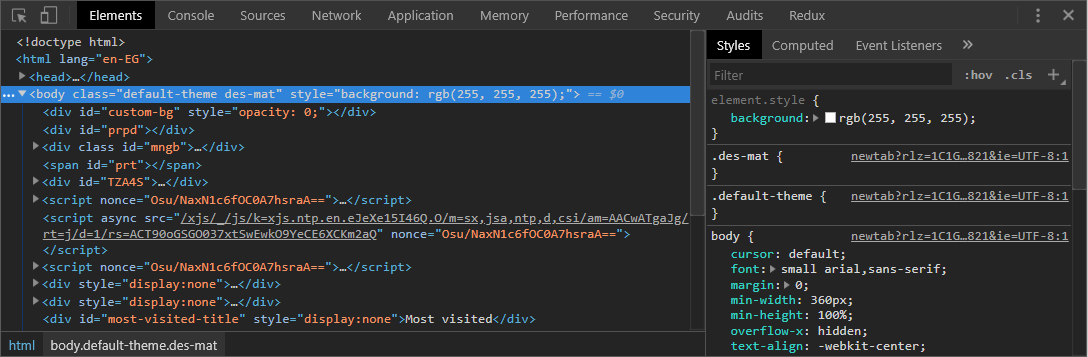 Elements Console Sources Network Application Memory Performance Security Audits Redux
<!doctype html>
<html lang="en-EG">
<head>…</head>
…<body class="default-theme des-mat" style="background: rgb(255, 255, 255);"> == $0
<div id="custom-bg" style="opacity: 0;"></div>
<div id="prpd"></div>
<div class id="mngb">…</div>
<span id="prt"></span>
<div id="TZA4S">…</div>
<script nonce="Osu/NaxN1c6fOC0A7hsraA==">…</script>
<script async src="/xjs/_/js/k=xjs.ntp.en.eJeXe15I46Q.O/m=sx,jsa,ntp,d,csi/am=AACwATgaJg/
rt=j/d=1/rs=ACT90oGSGO037xtSwEwkO9YeCE6XCKm2aQ" nonce="Osu/NaxN1c6fOC0A7hsraA==">
</script>
<script nonce="Osu/NaxN1c6fOC0A7hsraA==">…</script>
<div style="display:none">…</div>
<div style="display:none">…</div>
<div id="most-visited-title" style="display:none">Most visited</div>
html body.default-theme.des-mat
Styles Computed Event Listeners »
Filter :hov .cls +
element.style {
background: rgb(255, 255, 255);
}
.des-mat { newtab?rlz=1C1G…821&ie=UTF-8:1
}
.default-theme { newtab?rlz=1C1G…821&ie=UTF-8:1
}
body { newtab?rlz=1C1G…821&ie=UTF-8:1
cursor: default;
font: small arial,sans-serif;
margin: 0;
min-width: 360px;
min-height: 100%;
overflow-x: hidden;
text-align: -webkit-center;